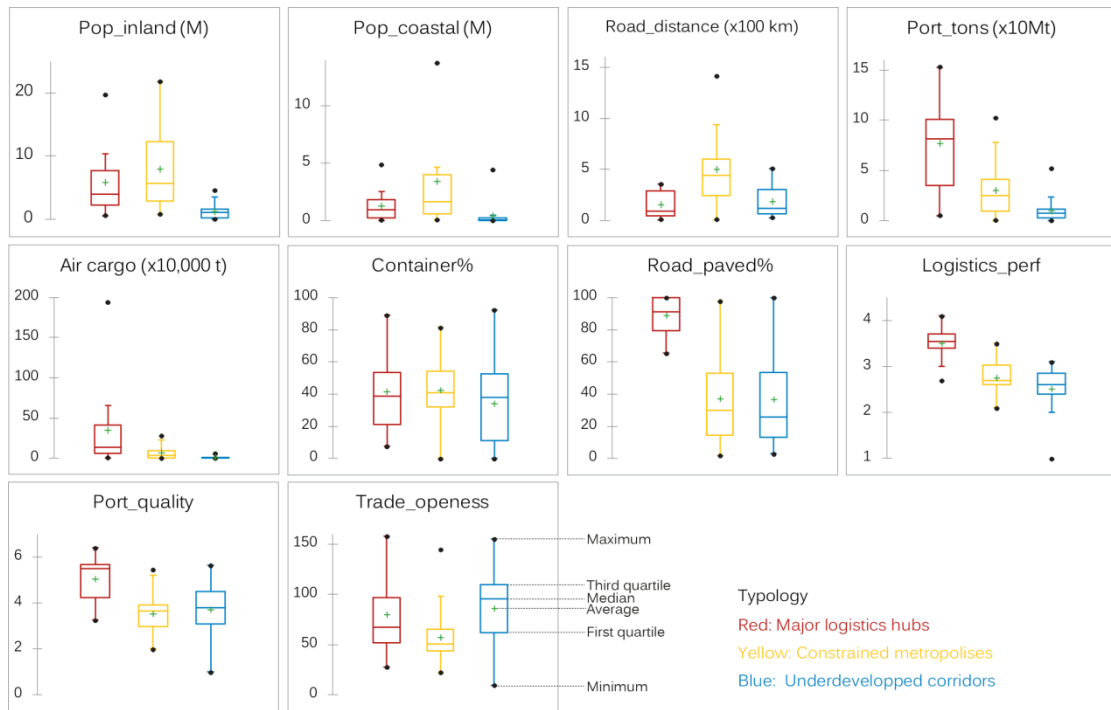 Pop_inland (M)
20
10
0
Pop_coastal (M)
10
5
0
Road_distance (x100 km)
15
10
5
0
Port_tons (x10Mt)
15
10
5
0
Air cargo (x10,000 t)
200
150
100
50
0
Container%
100
80
60
40
20
0
Road_paved%
100
80
60
40
20
0
Logistics_perf
4
3
2
1
Port_quality
6
4
2
0
Trade_openess
150
100
50
0
Maximum
Third quartile
Median
Average
First quartile
Minimum
Typology
Red: Major logistics hubs
Yellow: Constrained metropolises
Blue: Underdevelopped corridors